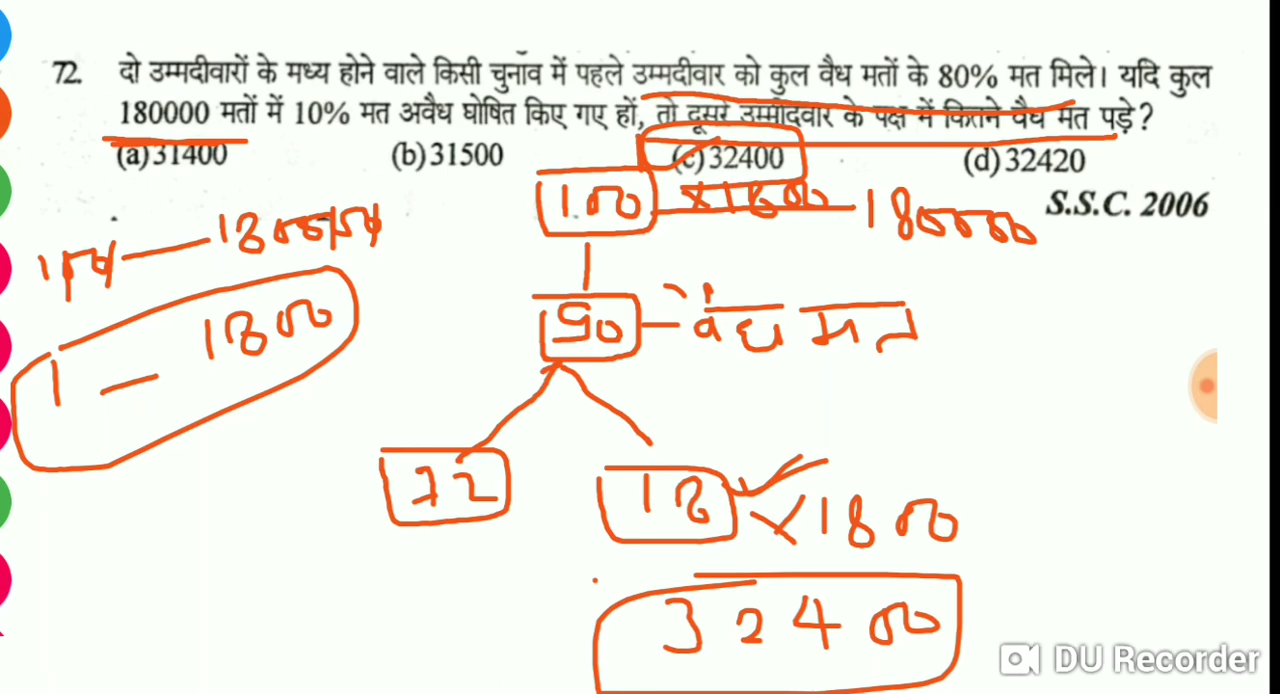 72. दो उम्मदीवारों के मध्य होने वाले किसी चुनाव में पहले उम्मदीवार को कुल वैध मतों के 80% मत मिले। यदि कुल
180000 मतों में 10% मत अवैध घोषित किए गए हों, तो दूसरे उम्मीदवार के पक्ष में कितने वैध मत पड़े?
(a) 31400 (b) 31500 (c) 32400 (d) 32420
S.S.C. 2006
100 ×1800 180000
100 — 180000
1 — 1800
90 — वैध मत
72 18 ×1800
32400
DU Recorder